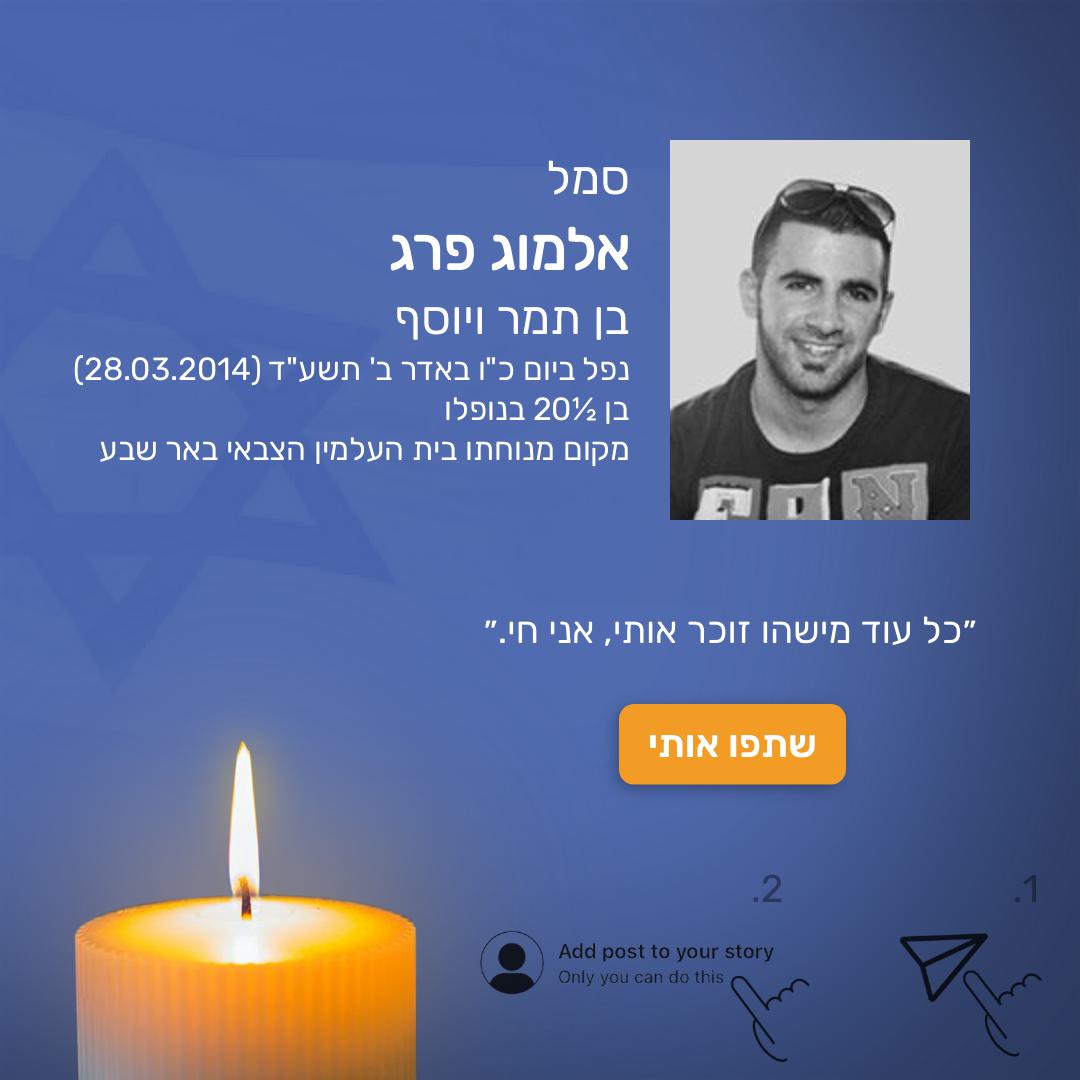 סמל
אלמוג פרג
בן תמר ויוסף
נפל ביום כ"ו באדר ב' תשע"ד (28.03.2014)
בן 20½ בנופלו
מקום מנוחתו בית העלמין הצבאי באר שבע
״כל עוד מישהו זוכר אותי, אני חי.״
שתפו אותי
1.
2.
Add post to your story
Only you can do this